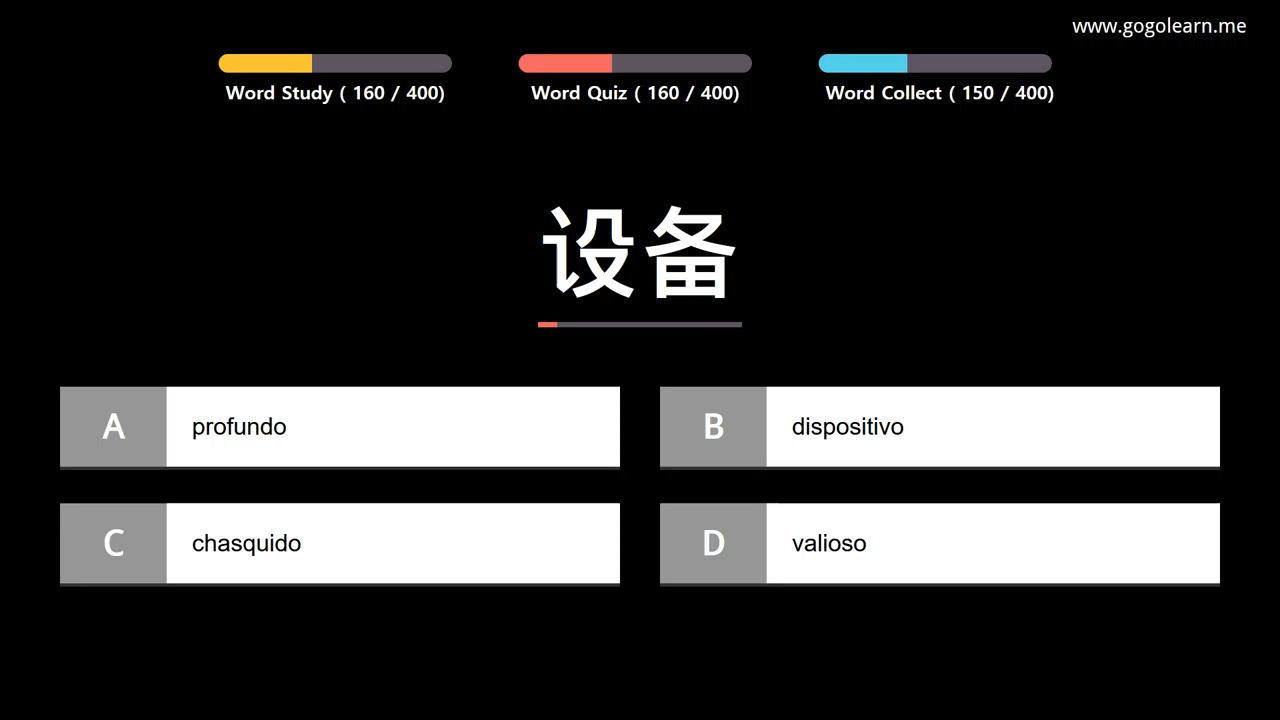 www.gogolearn.me
Word Study ( 160 / 400)
Word Quiz ( 160 / 400)
Word Collect ( 150 / 400)
设备
A profundo
B dispositivo
C chasquido
D valioso